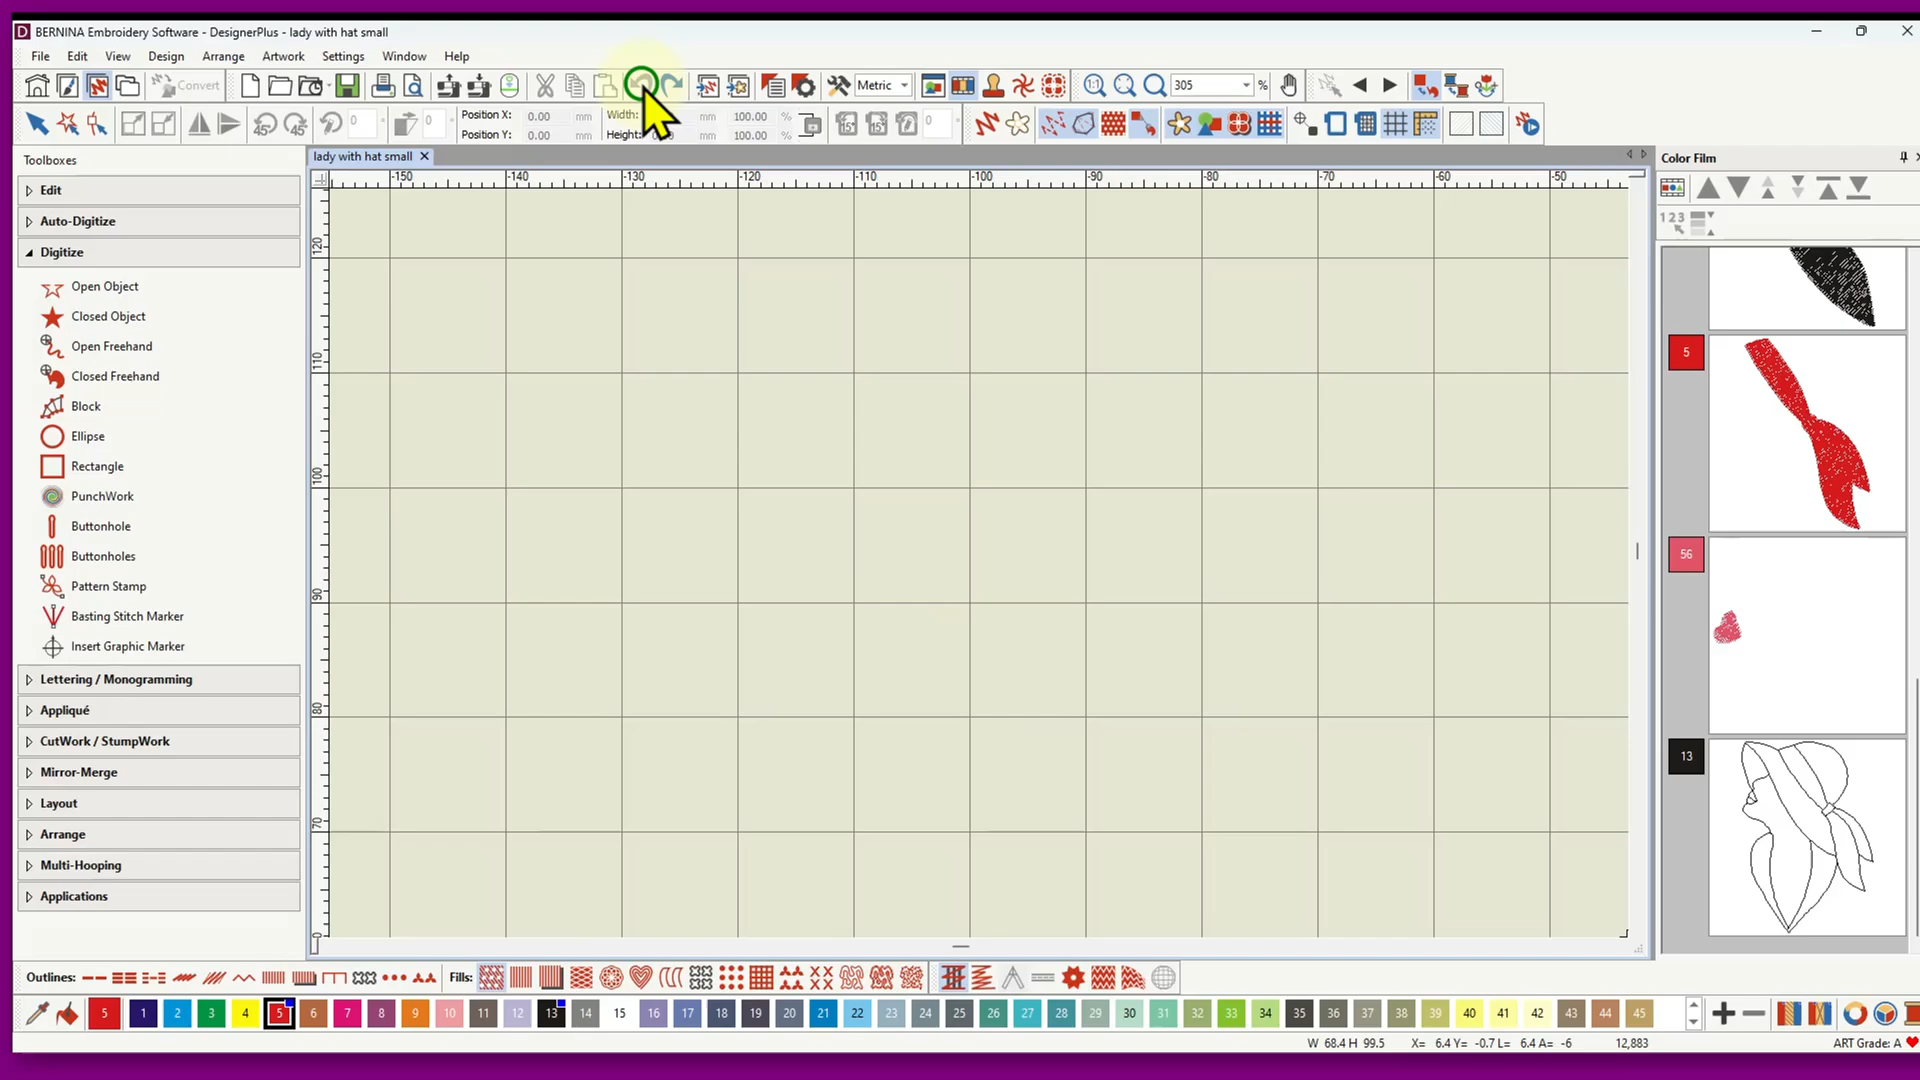 BERNINA Embroidery Software - DesignerPlus - lady with hat small
File Edit View Design Arrange Artwork Settings Window Help
Convert Metric 305 %
Position X: 0.00 mm Width: mm 100.00 %
Position Y: 0.00 mm Height: mm 100.00 %
0 0 15 15 0
Toolboxes
lady with hat small
Color Film
Edit
Auto-Digitize
Digitize
Open Object
Closed Object
Open Freehand
Closed Freehand
Block
Ellipse
Rectangle
PunchWork
Buttonhole
Buttonholes
Pattern Stamp
Basting Stitch Marker
Insert Graphic Marker
Lettering / Monogramming
Appliqué
CutWork / StumpWork
Mirror-Merge
Layout
Arrange
Multi-Hooping
Applications
-150 -140 -130 -120 -110 -100 -90 -80 -70 -60 -50
120
110
100
90
80
70
1 2 3
5
56
13
Outlines: Fills:
5 1 2 3 4 5 6 7 8 9 10 11 12 13 14 15 16 17 18 19 20 21 22 23 24 25 26 27 28 29 30 31 32 33 34 35 36 37 38 39 40 41 42 43 44 45
W 68.4 H 99.5 X= 6.4 Y= -0.7 L= 6.4 A= -6 12,883 ART Grade: A